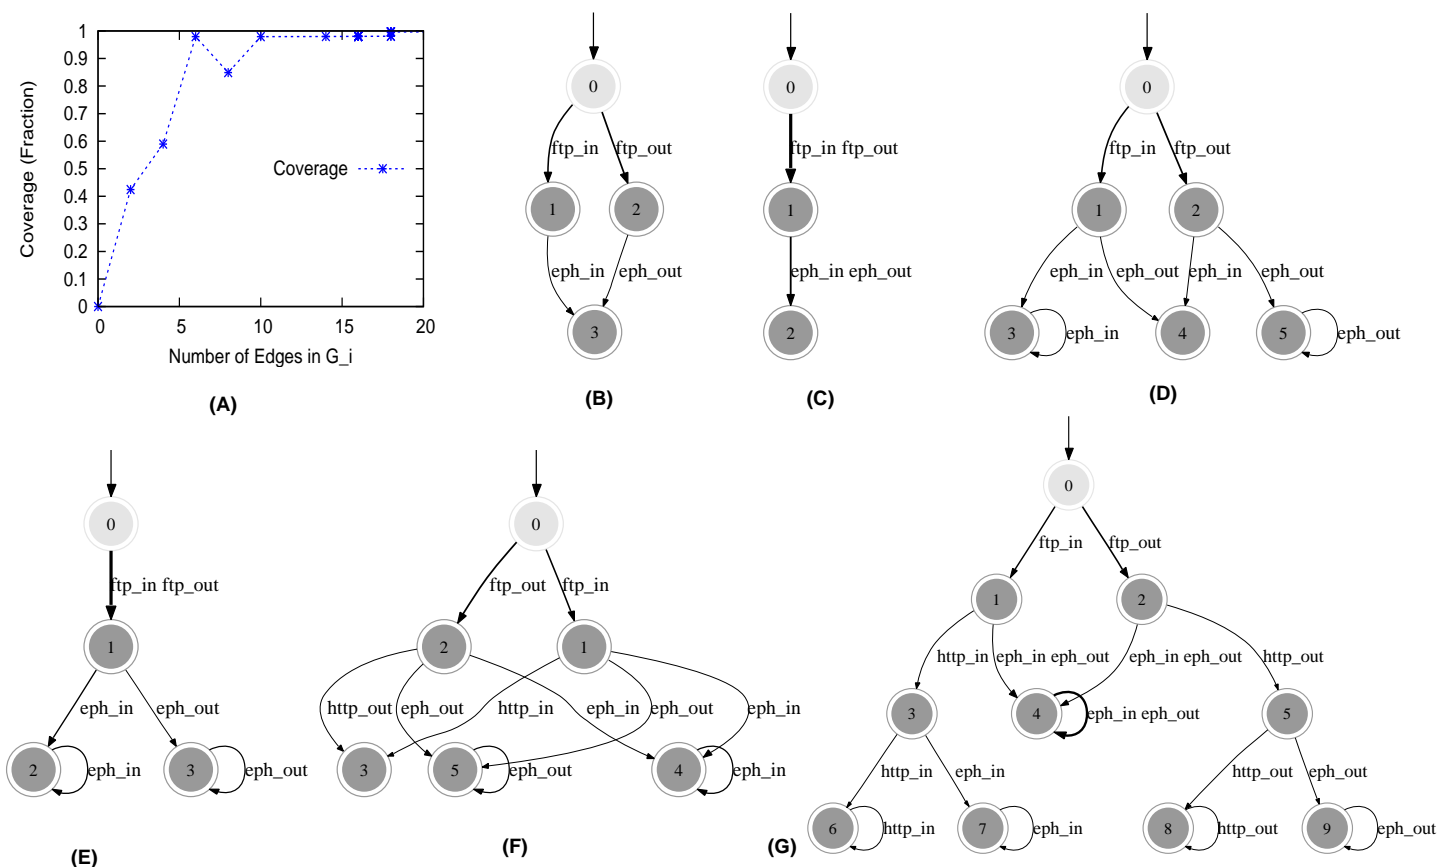 1
0.9
0.8
0.7
0.6
0.5
0.4
0.3
0.2
0.1
0
Coverage (Fraction)
Coverage
0 5 10 15 20
Number of Edges in G_i
(A)
0
ftp_in ftp_out
1 2
eph_in eph_out
3
(B)
0
ftp_in ftp_out
1
eph_in eph_out
2
(C)
0
ftp_in ftp_out
1 2
eph_in eph_out eph_in eph_out
3 eph_in 4 5 eph_out
(D)
0
ftp_in ftp_out
1
eph_in eph_out
2 eph_in 3 eph_out
(E)
0
ftp_out ftp_in
2 1
http_out eph_out http_in eph_in eph_out eph_in
3 5 eph_out 4 eph_in
(F)
0
ftp_in ftp_out
1 2
http_in eph_in eph_out eph_in eph_out http_out
3 4 eph_in eph_out 5
http_in eph_in http_out eph_out
6 http_in 7 eph_in 8 http_out 9 eph_out
(G)